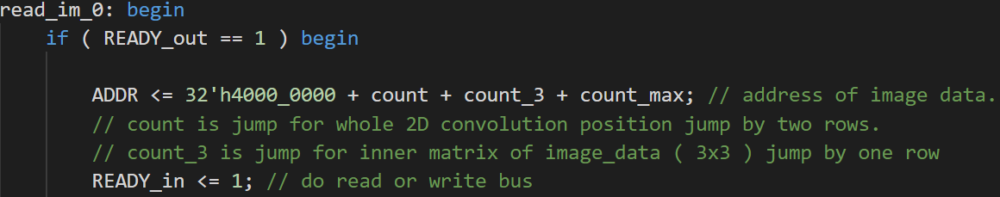 read_im_0: begin
if ( READY_out == 1 ) begin
ADDR <= 32'h4000_0000 + count + count_3 + count_max; // address of image data.
// count is jump for whole 2D convolution position jump by two rows.
// count_3 is jump for inner matrix of image_data ( 3x3 ) jump by one row
READY_in <= 1; // do read or write bus